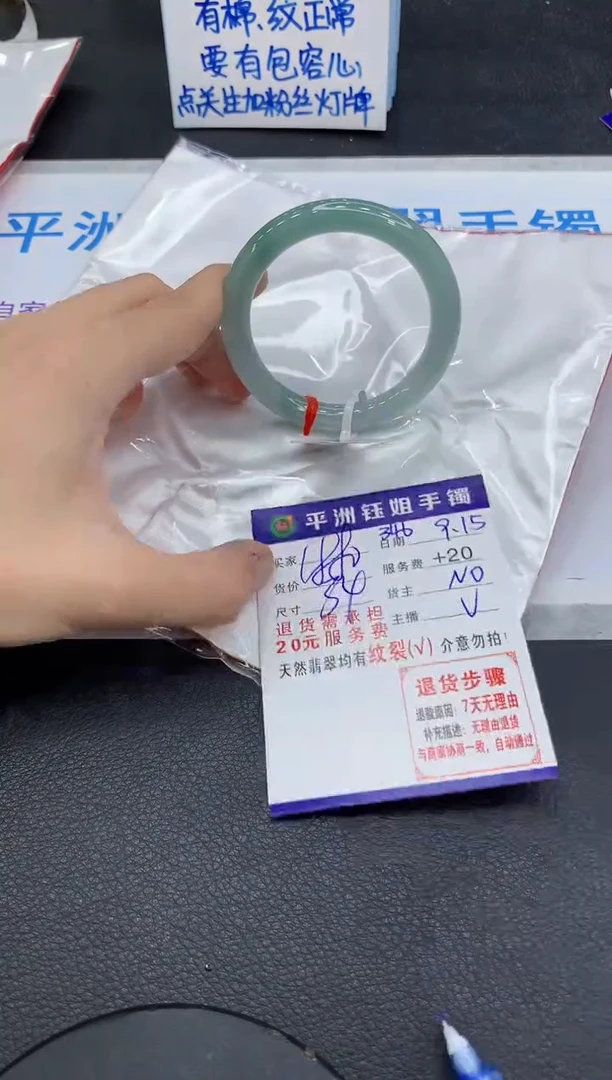 有棉、纹正常
要有包容心
点关注加粉丝灯牌
平洲 翠手镯
平洲钰姐手镯
买家 日期 9.15
货价 服务费 +20
尺寸 54 货主 NO
退货需承担 主播 V
20元服务费
天然翡翠均有纹裂(√) 介意勿拍!
退货步骤
退款原因: 7天无理由
补充描述: 无理由退货
与商家协商一致, 自动通过